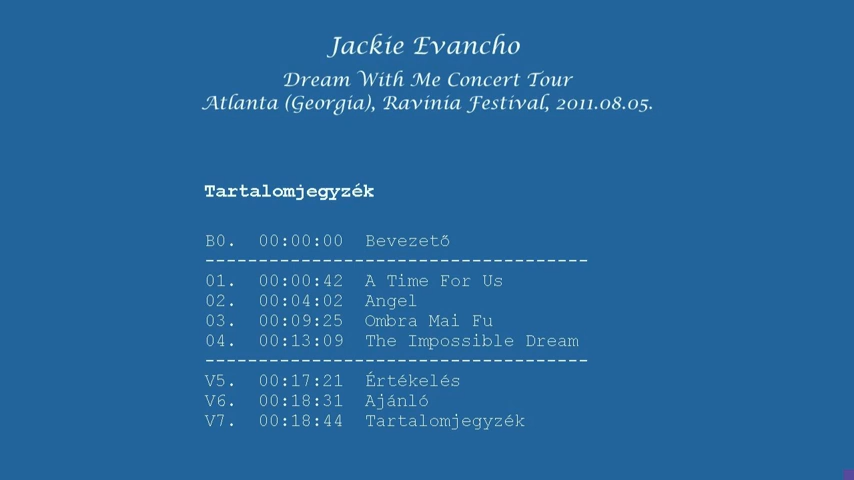 Jackie Evancho
Dream With Me Concert Tour
Atlanta (Georgia), Ravinia Festival, 2011.08.05.
Tartalomjegyzék
B0. 00:00:00 Bevezető
------------------------------------
01. 00:00:42 A Time For Us
02. 00:04:02 Angel
03. 00:09:25 Ombra Mai Fu
04. 00:13:09 The Impossible Dream
------------------------------------
V5. 00:17:21 Értékelés
V6. 00:18:31 Ajánló
V7. 00:18:44 Tartalomjegyzék